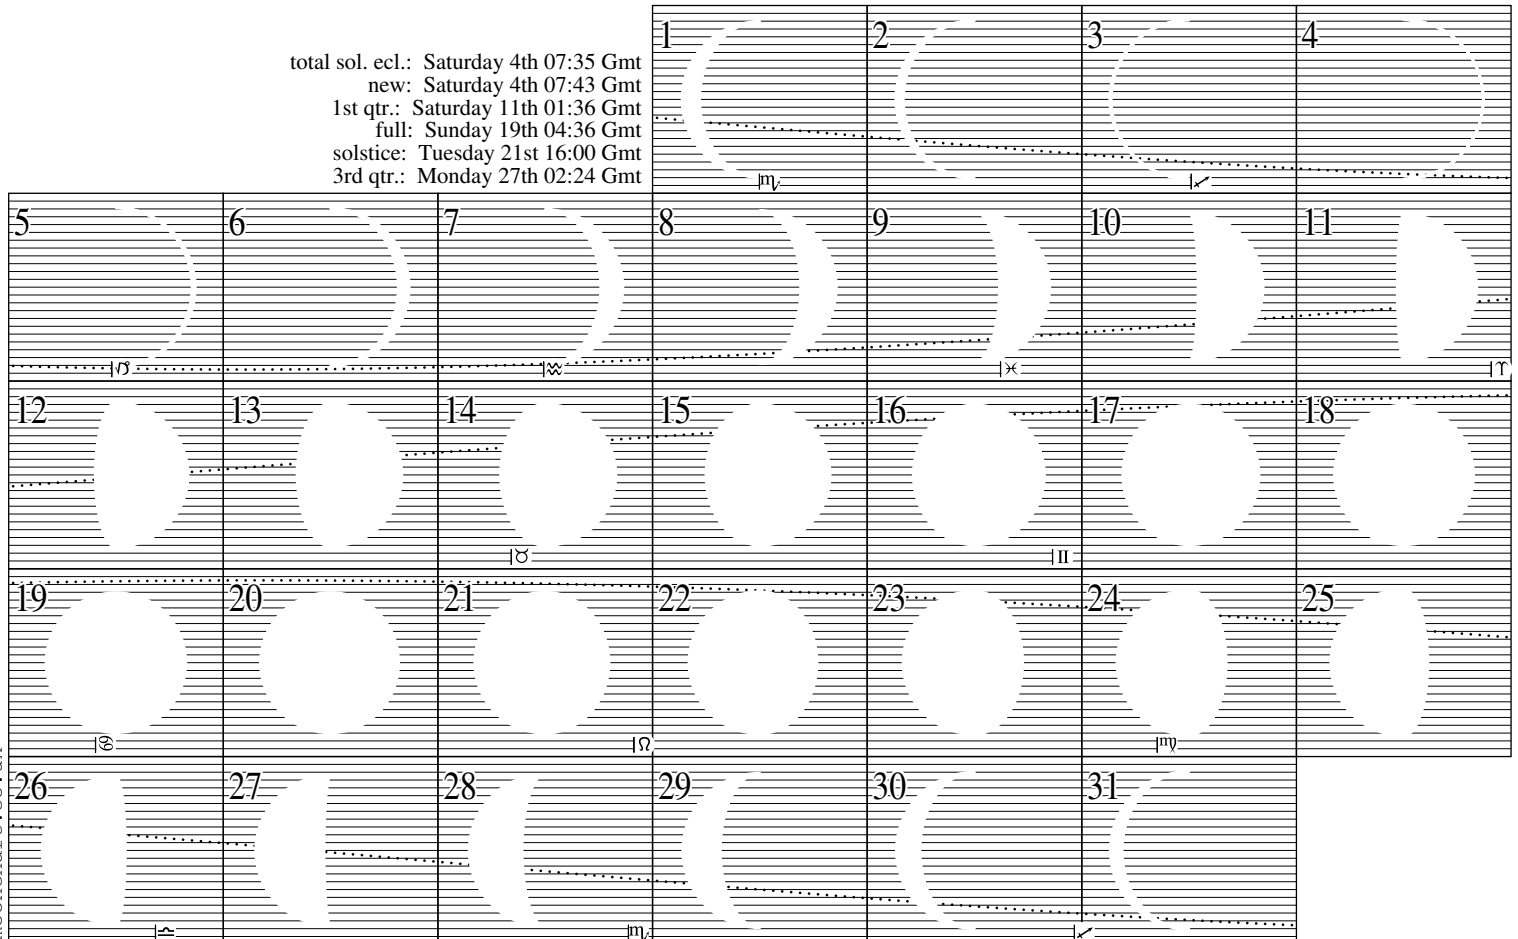 total sol. ecl.: Saturday 4th 07:35 Gmt
new: Saturday 4th 07:43 Gmt
1st qtr.: Saturday 11th 01:36 Gmt
full: Sunday 19th 04:36 Gmt
solstice: Tuesday 21st 16:00 Gmt
3rd qtr.: Monday 27th 02:24 Gmt
1 2 3 4
♏ ♐
5 6 7 8 9 10 11
♑ ♒ ♓ ♈
12 13 14 15 16 17 18
♉ ♊
19 20 21 22 23 24 25
♋ ♌ ♍
26 27 28 29 30 31
♎ ♏ ♐